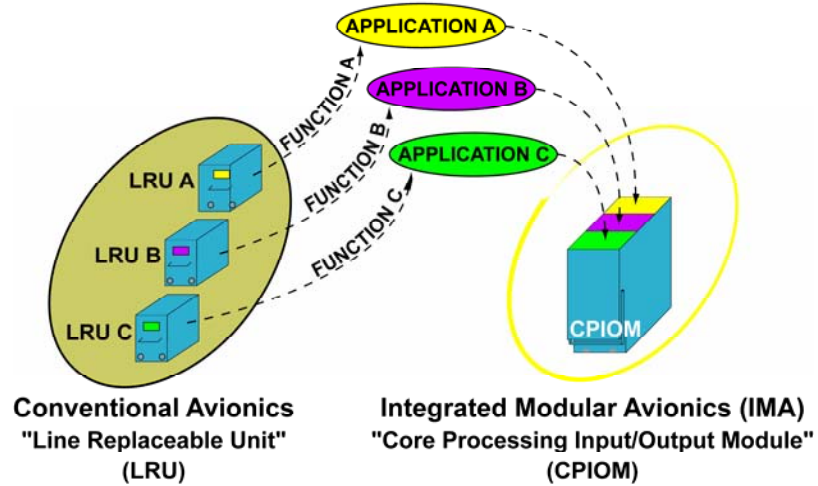 APPLICATION A
APPLICATION B
APPLICATION C
FUNCTION A
FUNCTION B
FUNCTION C
LRU A
LRU B
LRU C
CPIOM
Conventional Avionics
"Line Replaceable Unit"
(LRU)
Integrated Modular Avionics (IMA)
"Core Processing Input/Output Module"
(CPIOM)